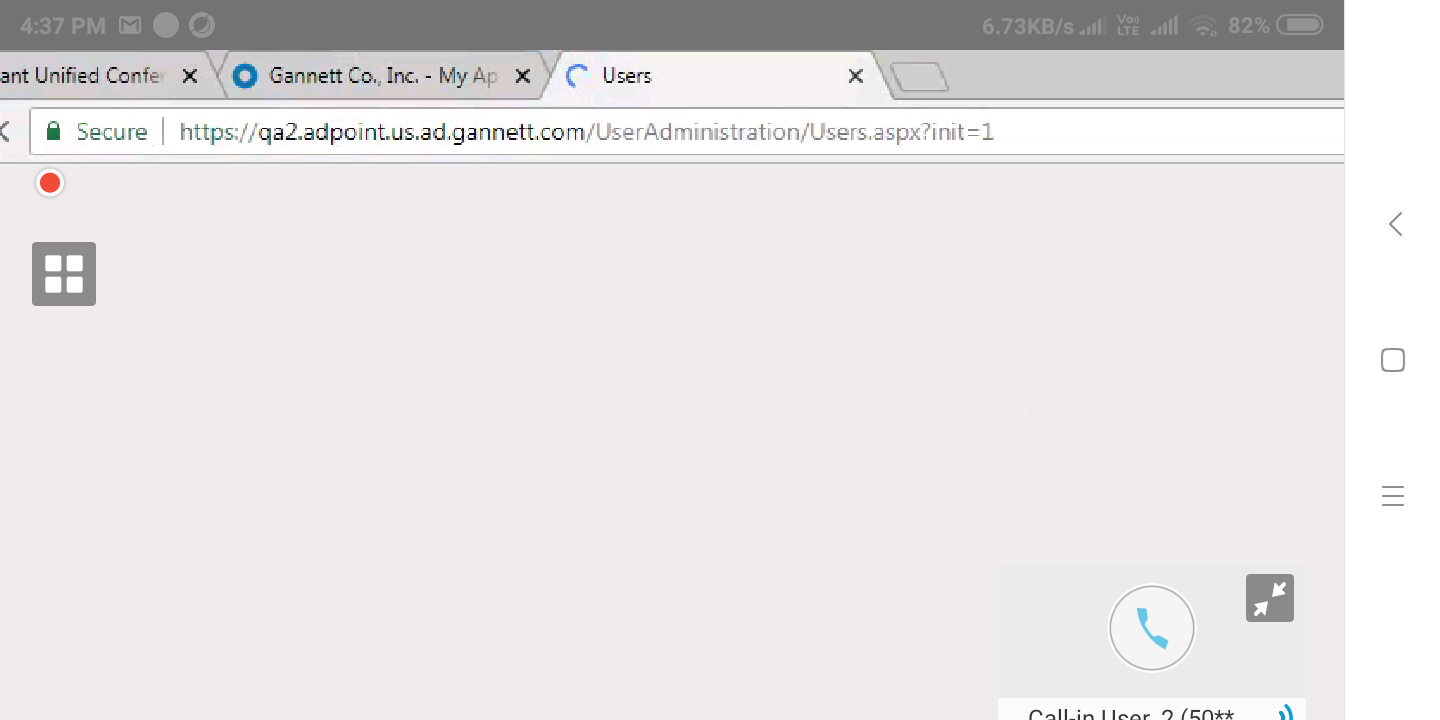 4:37 PM 6.73KB/s Vo) LTE 82%
ant Unified Confer Gannett Co., Inc. - My Ap Users
Secure https://qa2.adpoint.us.ad.gannett.com/UserAdministration/Users.aspx?init=1
Call-in User_2 (50**